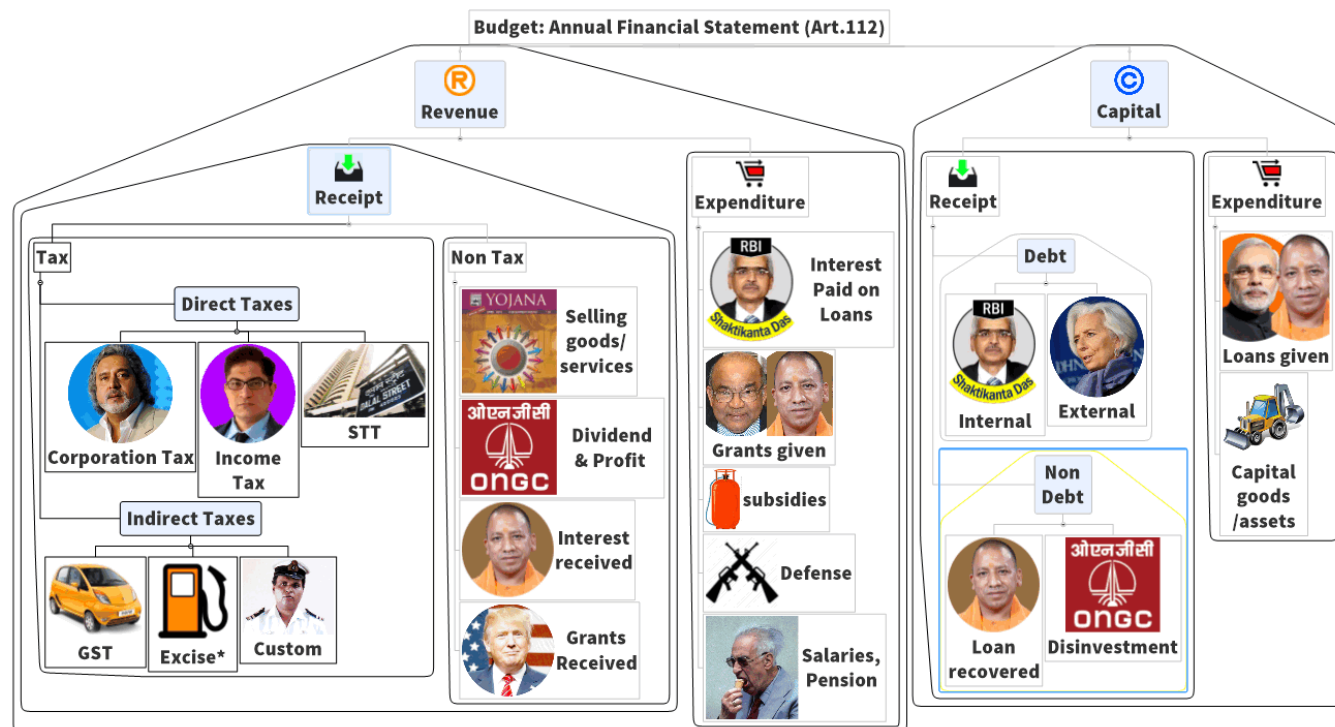 Budget: Annual Financial Statement (Art.112)
R
Revenue
C
Capital
Receipt
Expenditure
Receipt
Expenditure
Tax
Non Tax
Direct Taxes
Corporation Tax
Income
Tax
DALAL STREET
STT
Indirect Taxes
GST
Excise*
Custom
YOJANA
Selling
goods/
services
ओएनजीसी
ONGC
Dividend
& Profit
Interest
received
Grants
Received
RBI
Shaktikanta Das
Interest
Paid on
Loans
Grants given
subsidies
Defense
Salaries,
Pension
Debt
RBI
Shaktikanta Das
Internal
External
Non
Debt
Loan
recovered
ओएनजीसी
ONGC
Disinvestment
Loans given
Capital
goods
/assets